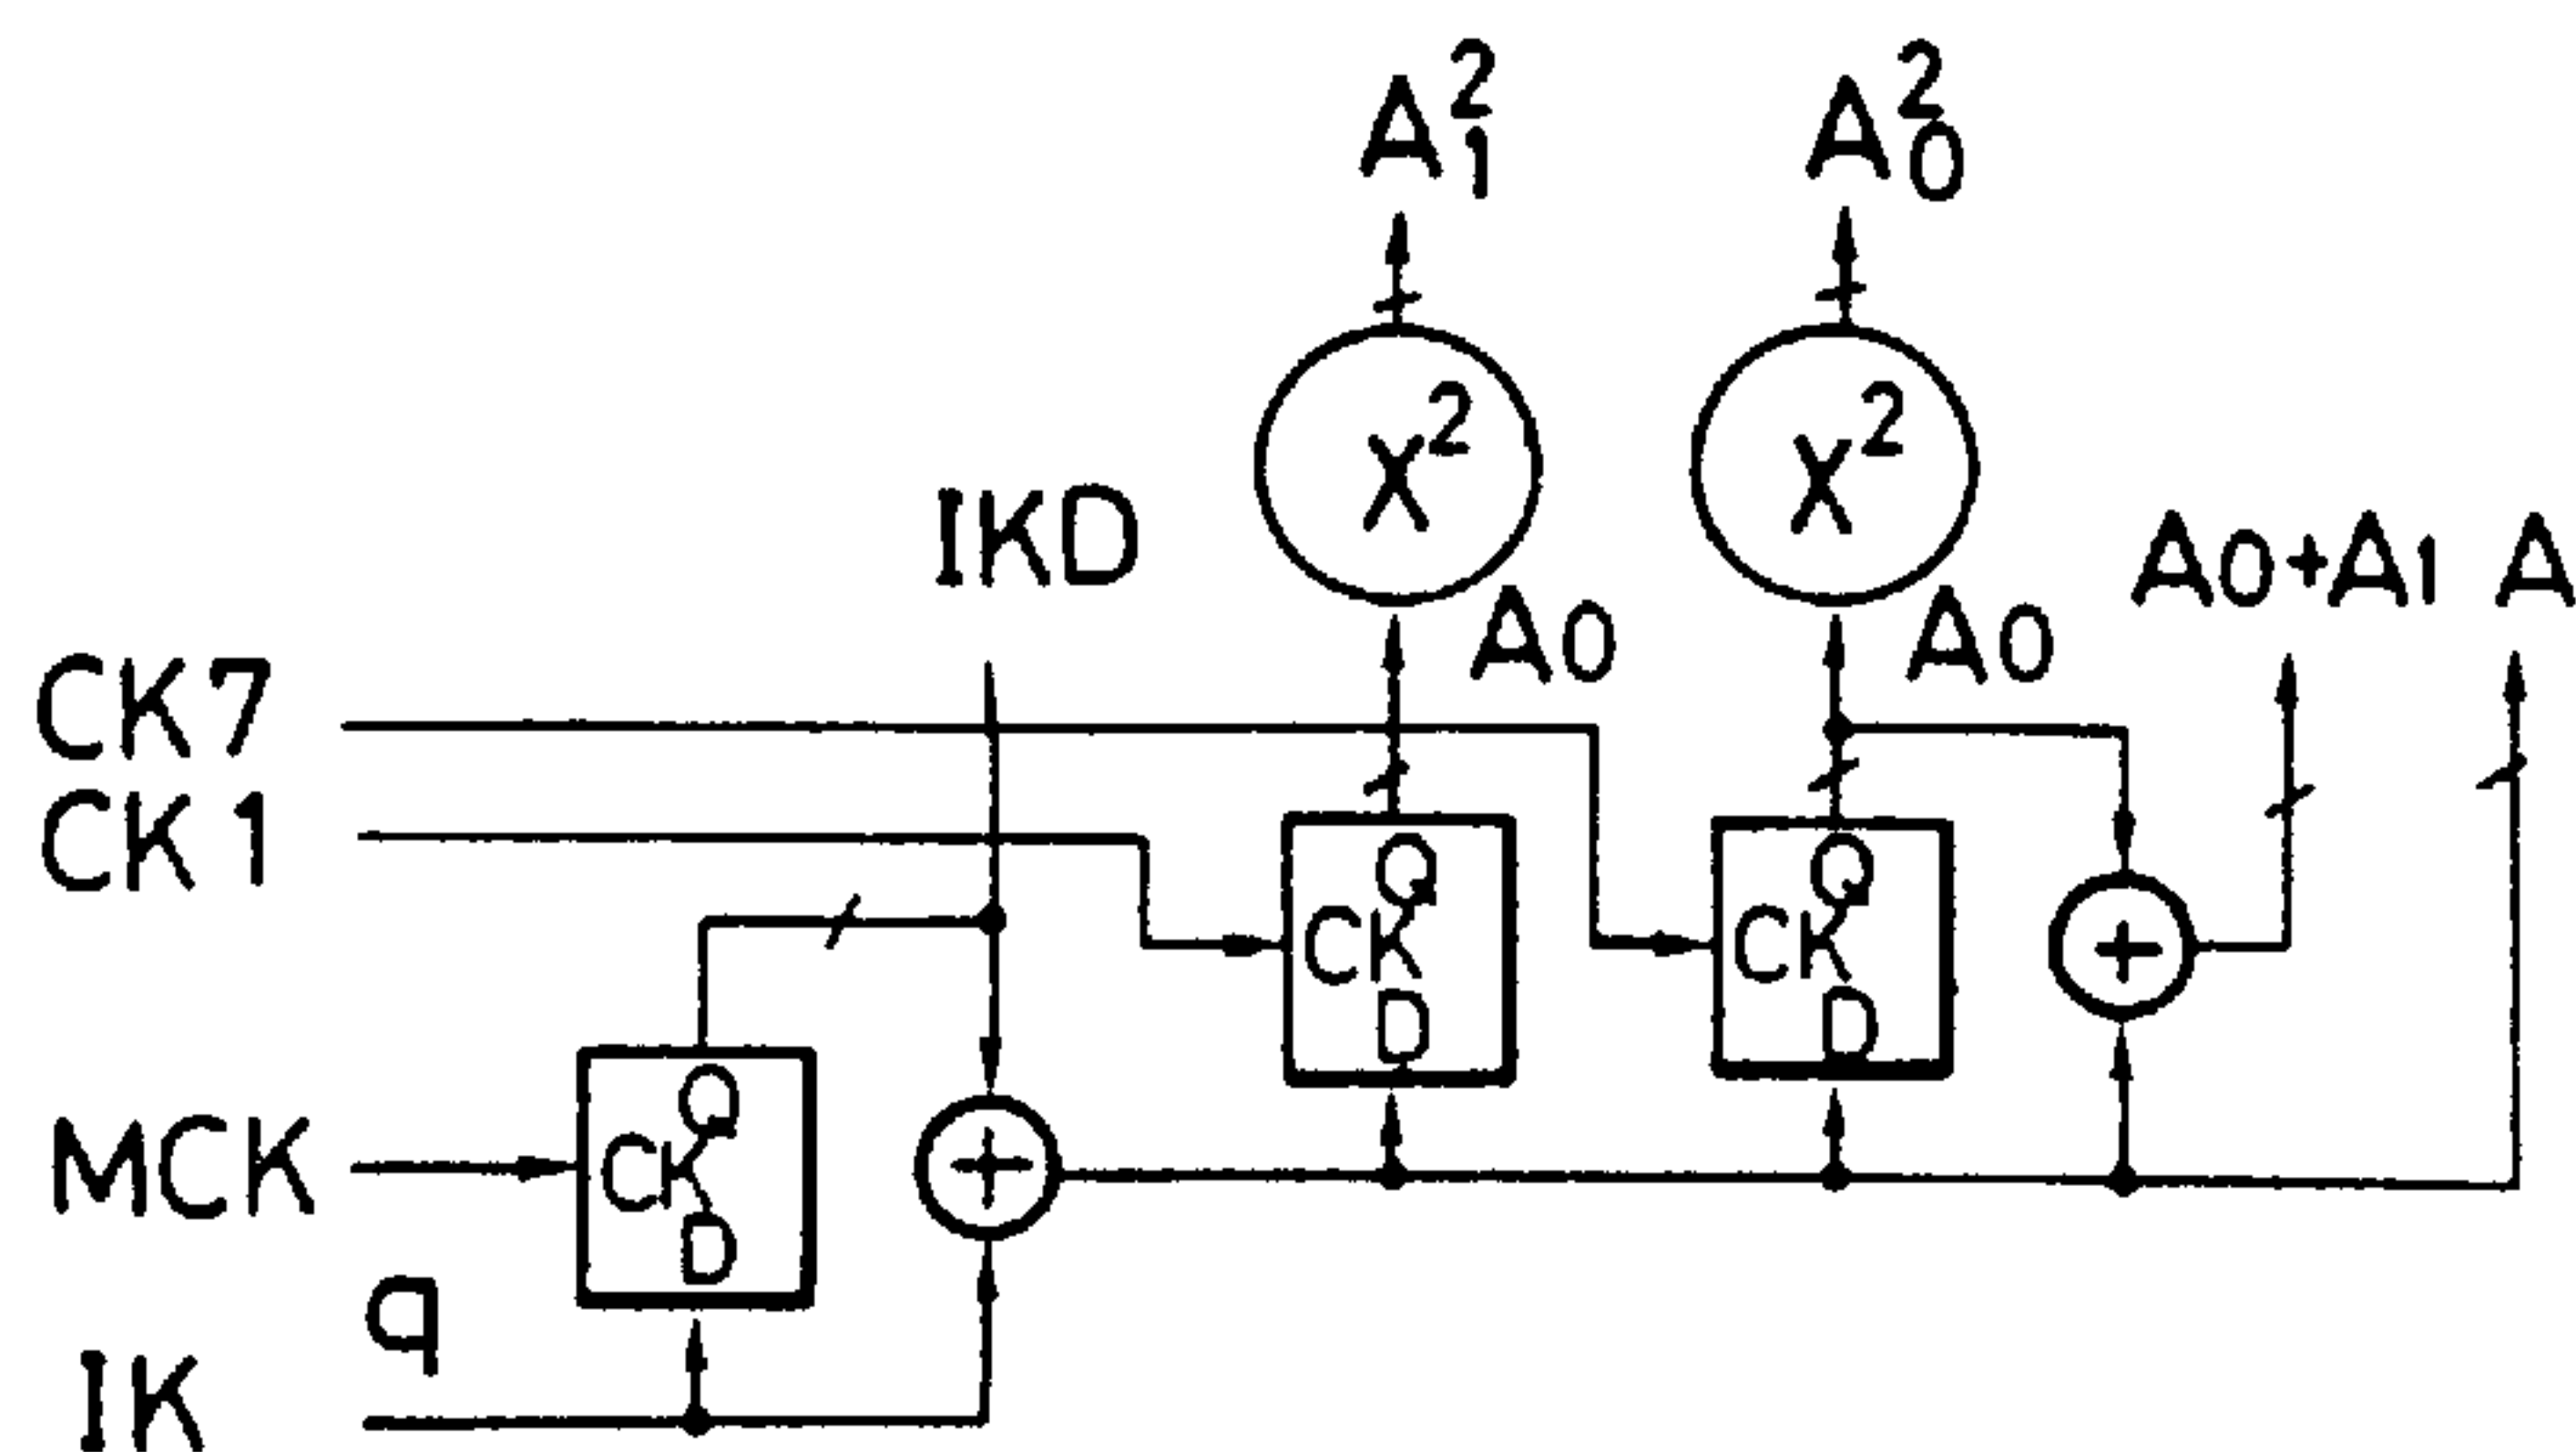 A₁² A₀²
X² X²
IKD A₀+A₁ A
A₀ A₀
CK7
CK1
Q Q
CK CK
D D
+
MCK Q +
CK
D
q
IK